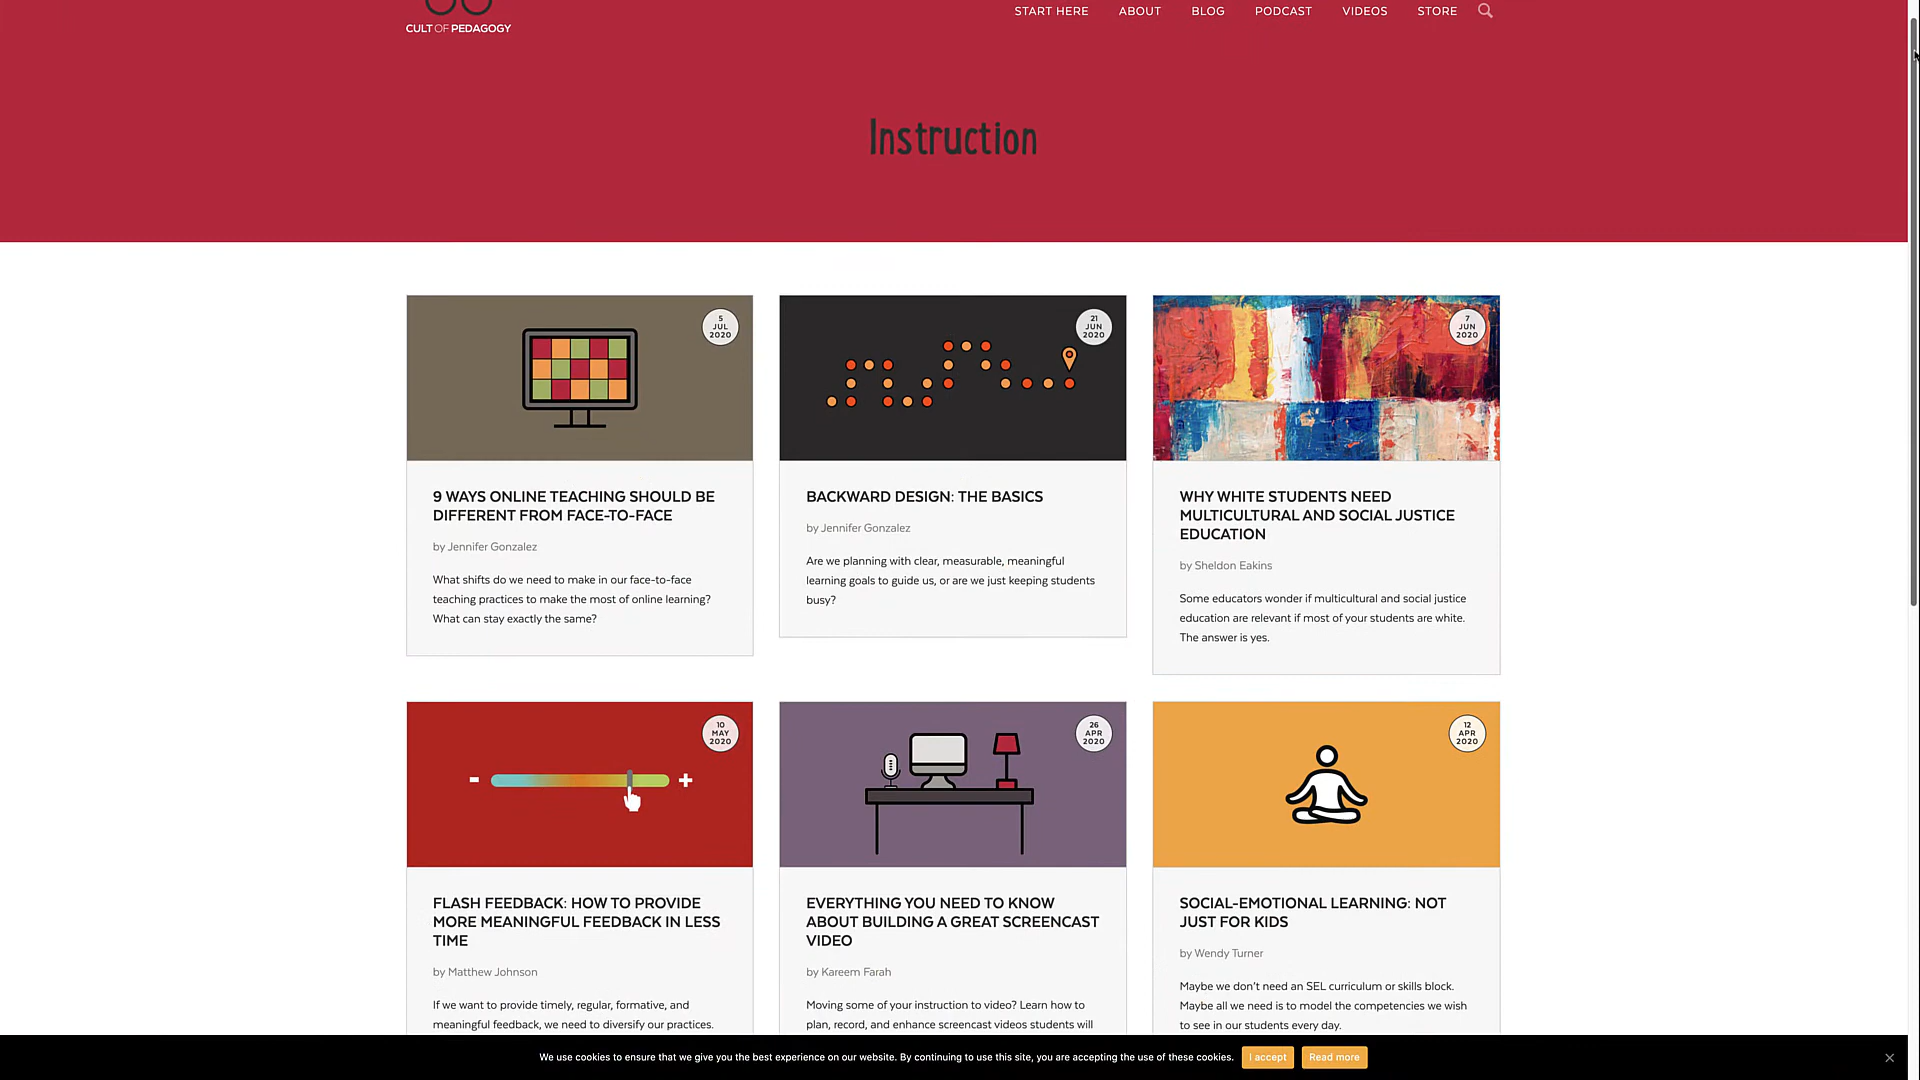 CULT OF PEDAGOGY
START HERE ABOUT BLOG PODCAST VIDEOS STORE
Instruction
5
JUL
2020
9 WAYS ONLINE TEACHING SHOULD BE
DIFFERENT FROM FACE-TO-FACE
by Jennifer Gonzalez
What shifts do we need to make in our face-to-face
teaching practices to make the most of online learning?
What can stay exactly the same?
21
JUN
2020
BACKWARD DESIGN: THE BASICS
by Jennifer Gonzalez
Are we planning with clear, measurable, meaningful
learning goals to guide us, or are we just keeping students
busy?
7
JUN
2020
WHY WHITE STUDENTS NEED
MULTICULTURAL AND SOCIAL JUSTICE
EDUCATION
by Sheldon Eakins
Some educators wonder if multicultural and social justice
education are relevant if most of your students are white.
The answer is yes.
10
MAY
2020
- +
FLASH FEEDBACK: HOW TO PROVIDE
MORE MEANINGFUL FEEDBACK IN LESS
TIME
by Matthew Johnson
If we want to provide timely, regular, formative, and
meaningful feedback, we need to diversify our practices.
26
APR
2020
EVERYTHING YOU NEED TO KNOW
ABOUT BUILDING A GREAT SCREENCAST
VIDEO
by Kareem Farah
Moving some of your instruction to video? Learn how to
plan, record, and enhance screencast videos students will
12
APR
2020
SOCIAL-EMOTIONAL LEARNING: NOT
JUST FOR KIDS
by Wendy Turner
Maybe we don't need an SEL curriculum or skills block.
Maybe all we need is to model the competencies we wish
to see in our students every day.
We use cookies to ensure that we give you the best experience on our website. By continuing to use this site, you are accepting the use of these cookies. I accept Read more